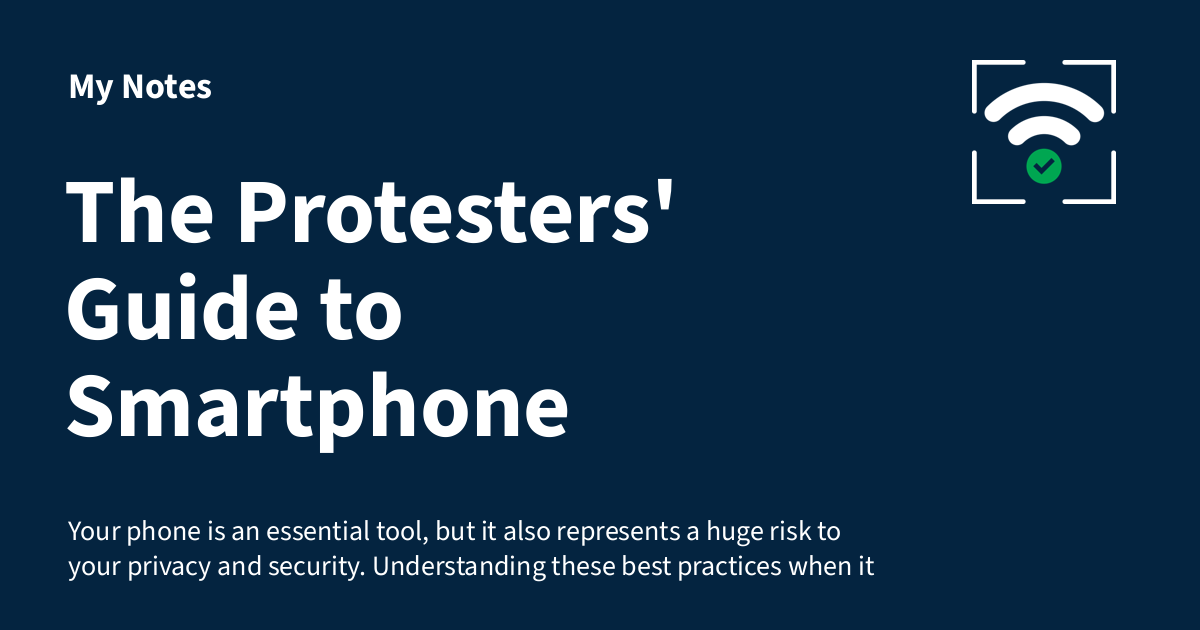 My Notes
The Protesters'
Guide to
Smartphone
Your phone is an essential tool, but it also represents a huge risk to
your privacy and security. Understanding these best practices when it